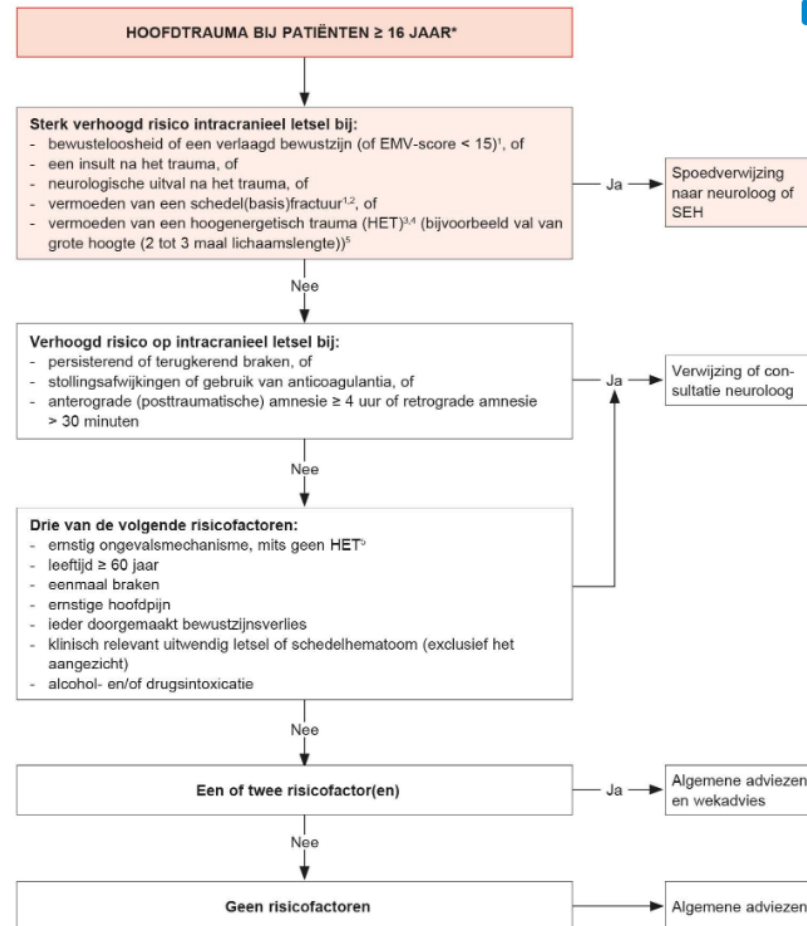 HOOFDTRAUMA BIJ PATIËNTEN ≥ 16 JAAR*
Sterk verhoogd risico intracranieel letsel bij:
- bewusteloosheid of een verlaagd bewustzijn (of EMV-score < 15)¹, of
- een insult na het trauma, of
- neurologische uitval na het trauma, of
- vermoeden van een schedel(basis)fractuur¹,², of
- vermoeden van een hoogenergetisch trauma (HET)³,⁴ (bijvoorbeeld val van
grote hoogte (2 tot 3 maal lichaamslengte))⁵
Ja
Spoedverwijzing
naar neuroloog of
SEH
Nee
Verhoogd risico op intracranieel letsel bij:
- persisterend of terugkerend braken, of
- stollingsafwijkingen of gebruik van anticoagulantia, of
- anterograde (posttraumatische) amnesie ≥ 4 uur of retrograde amnesie
> 30 minuten
Ja
Verwijzing of con-
sultatie neuroloog
Nee
Drie van de volgende risicofactoren:
- ernstig ongevalsmechanisme, mits geen HET⁵
- leeftijd ≥ 60 jaar
- eenmaal braken
- ernstige hoofdpijn
- ieder doorgemaakt bewustzijnsverlies
- klinisch relevant uitwendig letsel of schedelhematoom (exclusief het
aangezicht)
- alcohol- en/of drugsintoxicatie
Nee
Een of twee risicofactor(en)
Ja
Algemene adviezen
en wekadvies
Nee
Geen risicofactoren
Algemene adviezen